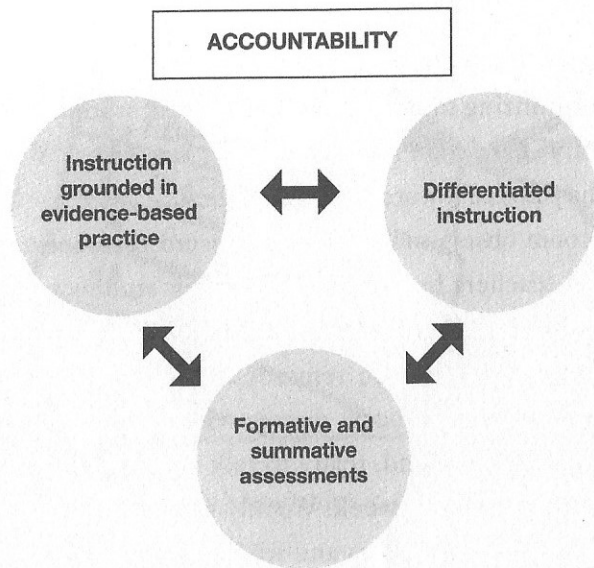 ACCOUNTABILITY
Instruction
grounded in
evidence-based
practice
Differentiated
instruction
Formative and
summative
assessments